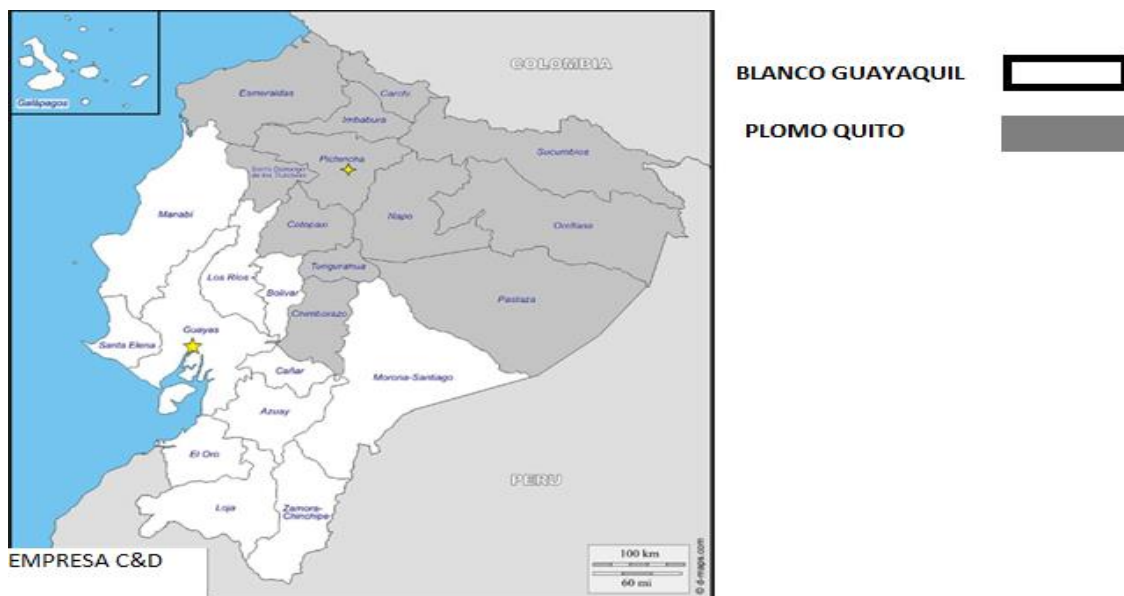 Galápagos
COLOMBIA
Esmeraldas
Carchi
Imbabura
Sucumbíos
Pichincha
Santo Domingo
de los Tsáchilas
Manabí
Cotopaxi
Napo
Orellana
Tungurahua
Los Ríos
Bolívar
Pastaza
Chimborazo
Guayas
Santa Elena
Cañar
Morona-Santiago
Azuay
El Oro
PERU
Loja
Zamora-
Chinchipe
100 km
60 mi
© d-maps.com
EMPRESA C&D
BLANCO GUAYAQUIL
PLOMO QUITO